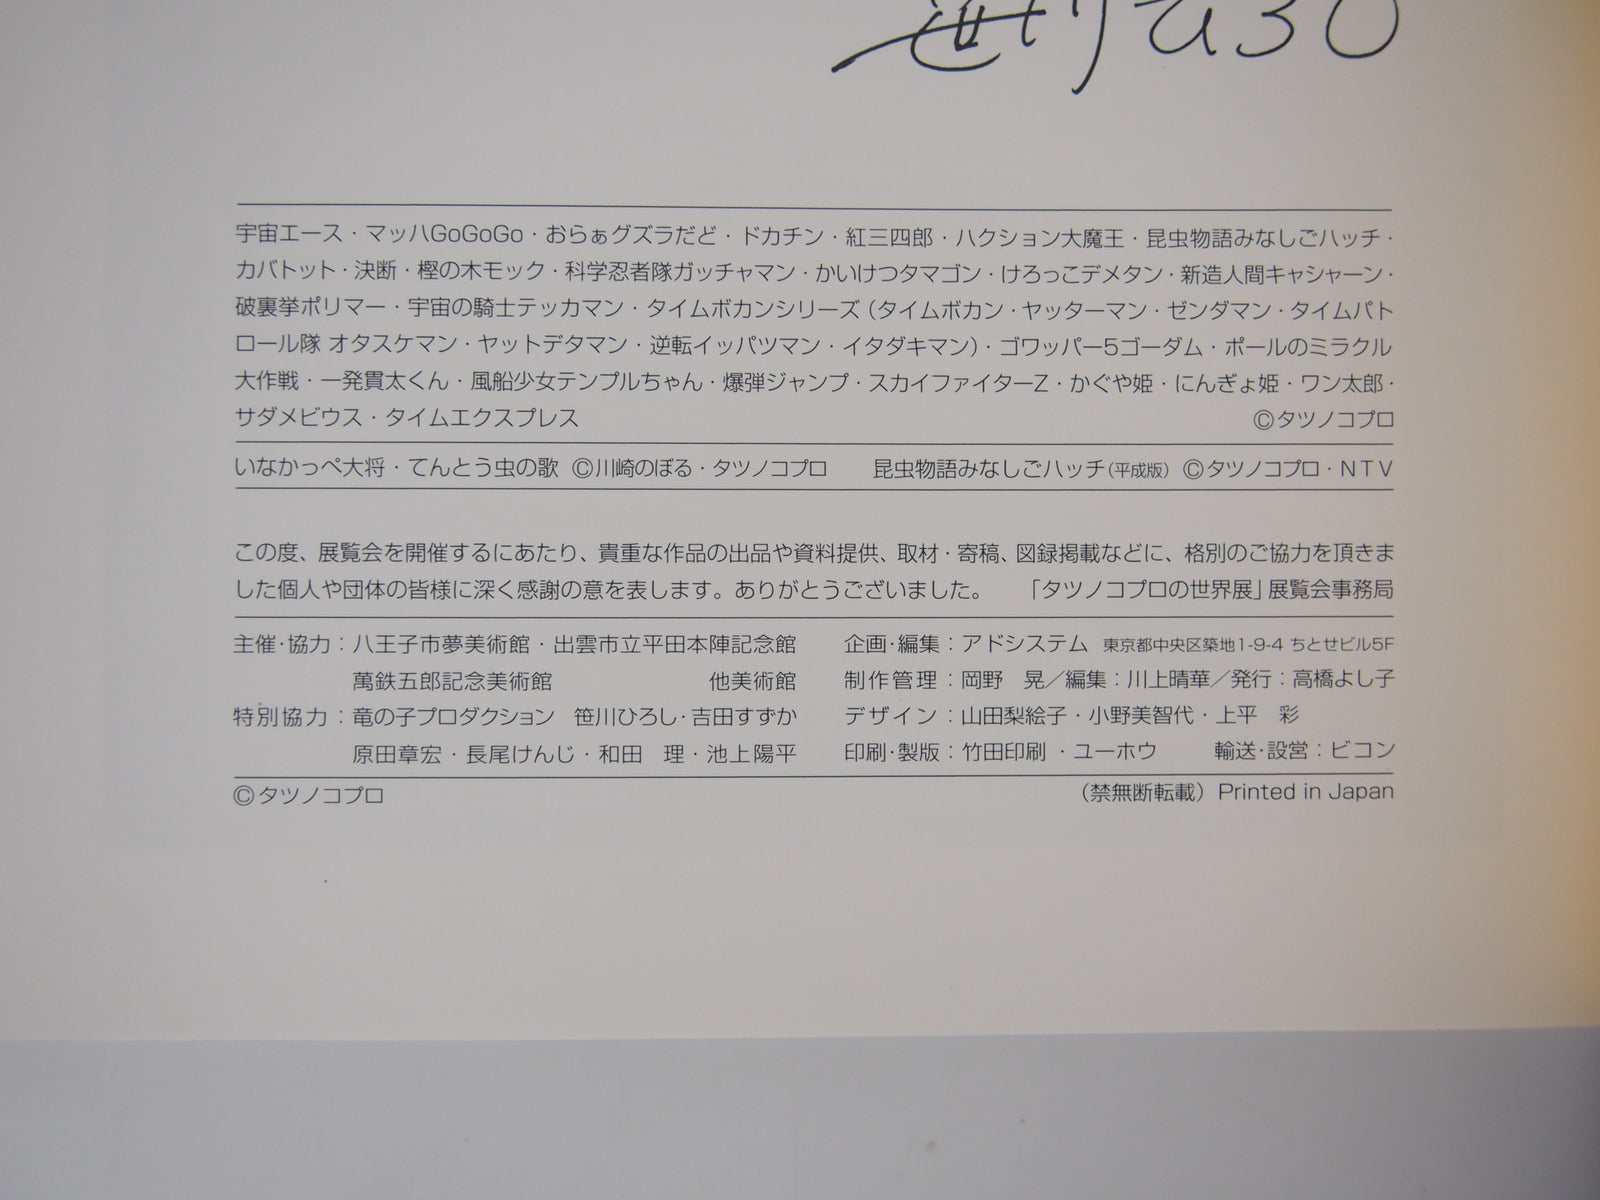 笹川ひろ
宇宙エース・マッハGoGoGo・おらぁグズラだど・ドカチン・紅三四郎・ハクション大魔王・昆虫物語みなしごハッチ・
カバトット・決断・樫の木モック・科学忍者隊ガッチャマン・かいけつタマゴン・けろっこデメタン・新造人間キャシャーン・
破裏拳ポリマー・宇宙の騎士テッカマン・タイムボカンシリーズ（タイムボカン・ヤッターマン・ゼンダマン・タイムパト
ロール隊 オタスケマン・ヤットデタマン・逆転イッパツマン・イタダキマン）・ゴワッパー5ゴーダム・ポールのミラクル
大作戦・一発貫太くん・風船少女テンプルちゃん・爆弾ジャンプ・スカイファイターZ・かぐや姫・にんぎょ姫・ワン太郎・
サダメビウス・タイムエクスプレス ©タツノコプロ
いなかっぺ大将・てんとう虫の歌 ©川崎のぼる・タツノコプロ 昆虫物語みなしごハッチ（平成版） ©タツノコプロ・NTV
この度、展覧会を開催するにあたり、貴重な作品の出品や資料提供、取材・寄稿、図録掲載などに、格別のご協力を頂きま
した個人や団体の皆様に深く感謝の意を表します。ありがとうございました。 「タツノコプロの世界展」展覧会事務局
主催・協力：八王子市夢美術館・出雲市立平田本陣記念館 企画・編集：アドシステム 東京都中央区築地1-9-4 ちとせビル5F
萬鉄五郎記念美術館 他美術館 制作管理：岡野 晃／編集：川上晴華／発行：高橋よし子
特別協力：竜の子プロダクション 笹川ひろし・吉田すずか デザイン：山田梨絵子・小野美智代・上平 彩
原田章宏・長尾けんじ・和田 理・池上陽平 印刷・製版：竹田印刷・ユーホウ 輸送・設営：ビコン
©タツノコプロ （禁無断転載）Printed in Japan